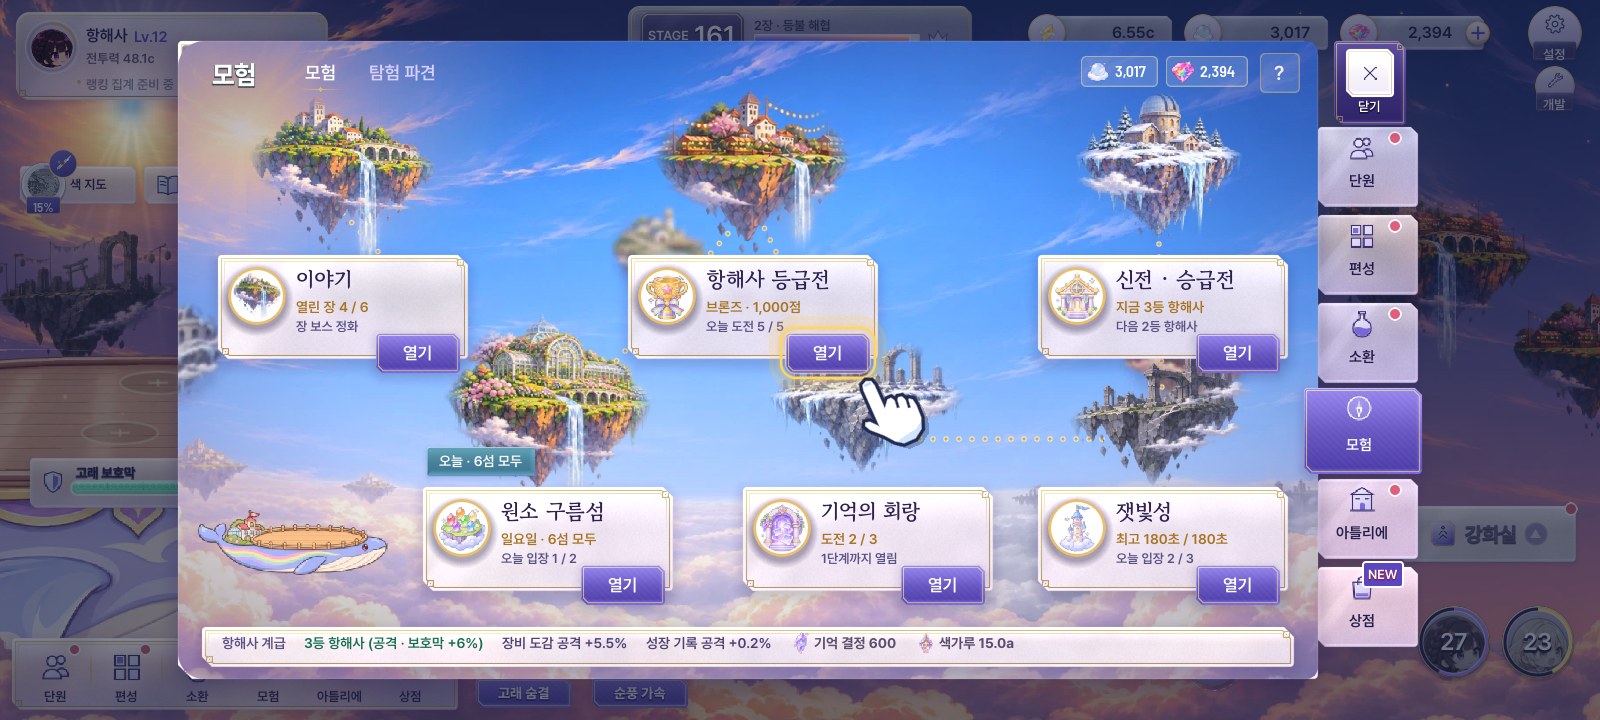 항해사 Lv.12
전투력 48.1c
랭킹 집계 준비 중
STAGE 161
2장 · 등불 해협
6.55c
3,017
2,394
설정
개발
색 지도
15%
모험
모험
탐험 파견
3,017
2,394
?
닫기
이야기
열린 장 4 / 6
장 보스 정화
열기
항해사 등급전
브론즈 · 1,000점
오늘 도전 5 / 5
열기
신전 · 승급전
지금 3등 항해사
다음 2등 항해사
열기
오늘 · 6섬 모두
원소 구름섬
일요일 · 6섬 모두
오늘 입장 1 / 2
열기
기억의 회랑
도전 2 / 3
1단계까지 열림
열기
잿빛성
최고 180초 / 180초
오늘 입장 2 / 3
열기
항해사 계급
3등 항해사 (공격 · 보호막 +6%)
장비 도감 공격 +5.5%
성장 기록 공격 +0.2%
기억 결정 600
색가루 15.0a
단원
편성
소환
모험
아틀리에
NEW
상점
고래 보호막
강화실
27
23
단원
편성
소환
모험
아틀리에
상점
고래 숨결
순풍 가속